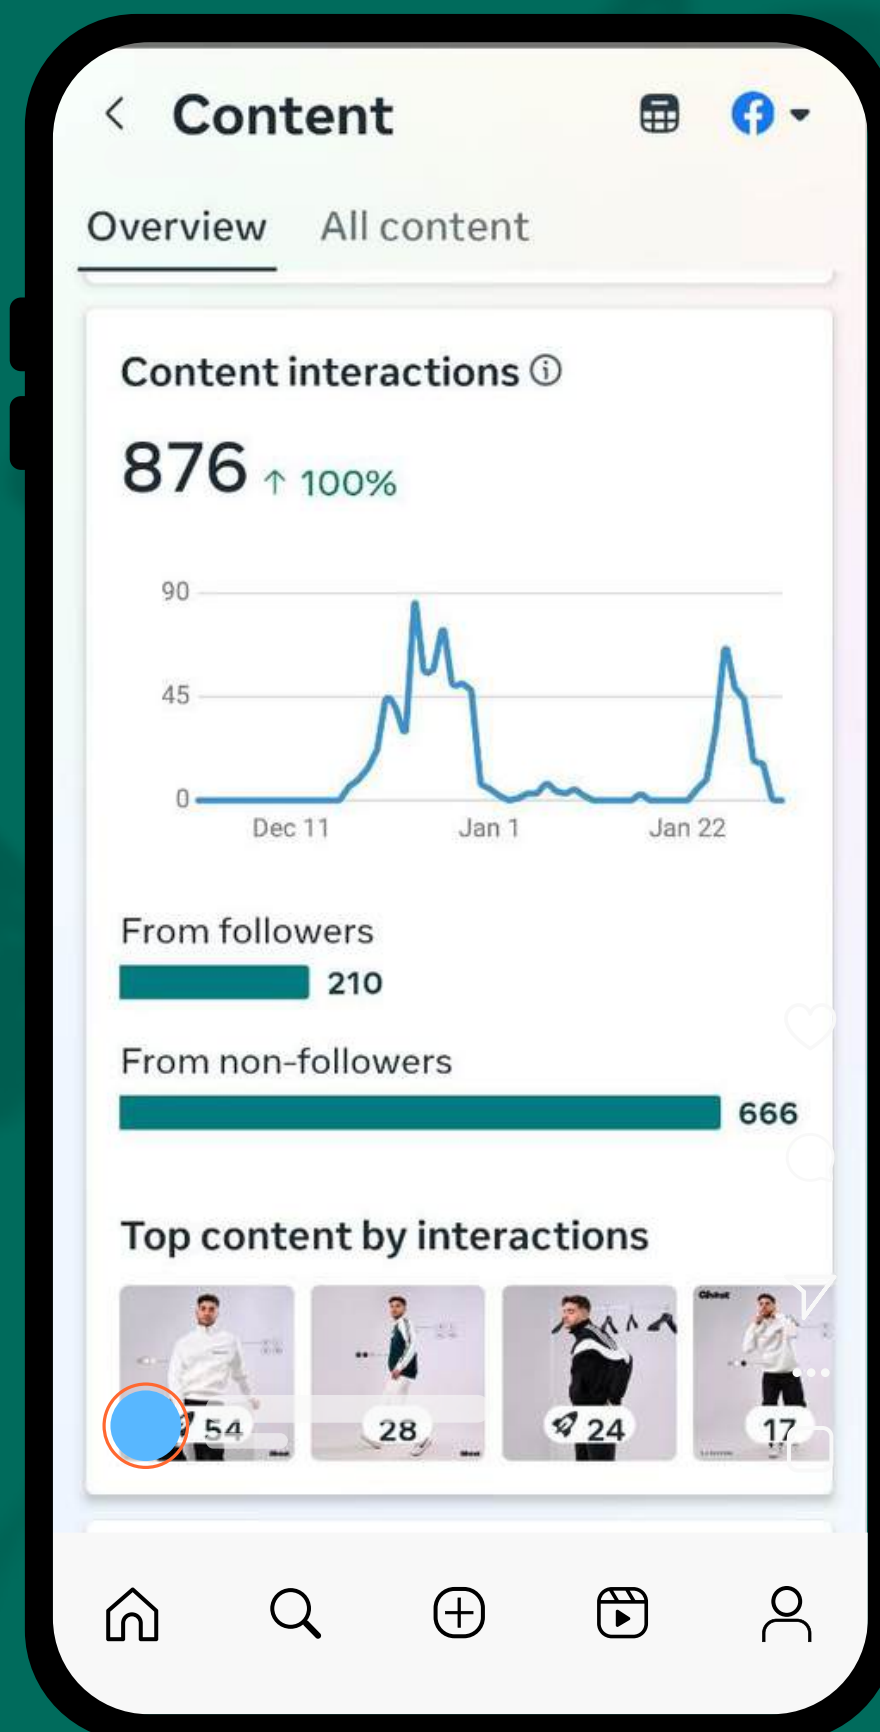 Content
Overview All content
Content interactions
876 ↑ 100%
90
45
0
Dec 11 Jan 1 Jan 22
From followers
210
From non-followers
666
Top content by interactions
54 28 24 17